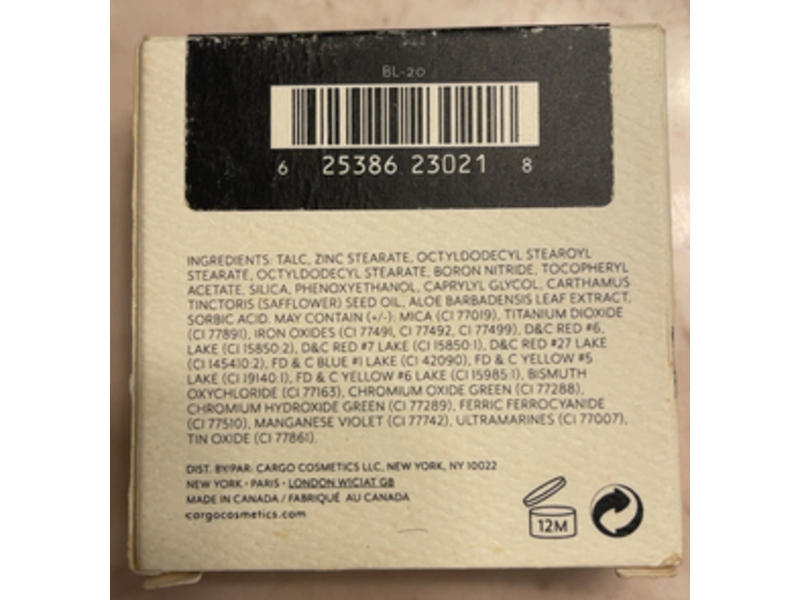 BL-20
6 25386 23021 8
INGREDIENTS: TALC, ZINC STEARATE, OCTYLDODECYL STEAROYL
STEARATE, OCTYLDODECYL STEARATE, BORON NITRIDE, TOCOPHERYL
ACETATE, SILICA, PHENOXYETHANOL, CAPRYLYL GLYCOL, CARTHAMUS
TINCTORIS (SAFFLOWER) SEED OIL, ALOE BARBADENSIS LEAF EXTRACT,
SORBIC ACID. MAY CONTAIN (+/-): MICA (CI 77019), TITANIUM DIOXIDE
(CI 77891), IRON OXIDES (CI 77491, CI 77492, CI 77499), D&C RED #6,
LAKE (CI 15850:2), D&C RED #7 LAKE (CI 15850:1), D&C RED #27 LAKE
(CI 145410:2), FD & C BLUE #1 LAKE (CI 42090), FD & C YELLOW #5
LAKE (CI 19140:1), FD & C YELLOW #6 LAKE (CI 15985:1), BISMUTH
OXYCHLORIDE (CI 77163), CHROMIUM OXIDE GREEN (CI 77288),
CHROMIUM HYDROXIDE GREEN (CI 77289), FERRIC FERROCYANIDE
(CI 77510), MANGANESE VIOLET (CI 77742), ULTRAMARINES (CI 77007),
TIN OXIDE (CI 77861).
DIST. BY/PAR: CARGO COSMETICS LLC, NEW YORK, NY 10022
NEW YORK - PARIS - LONDON W1C1AT GB
MADE IN CANADA / FABRIQUÉ AU CANADA
cargocosmetics.com
12M